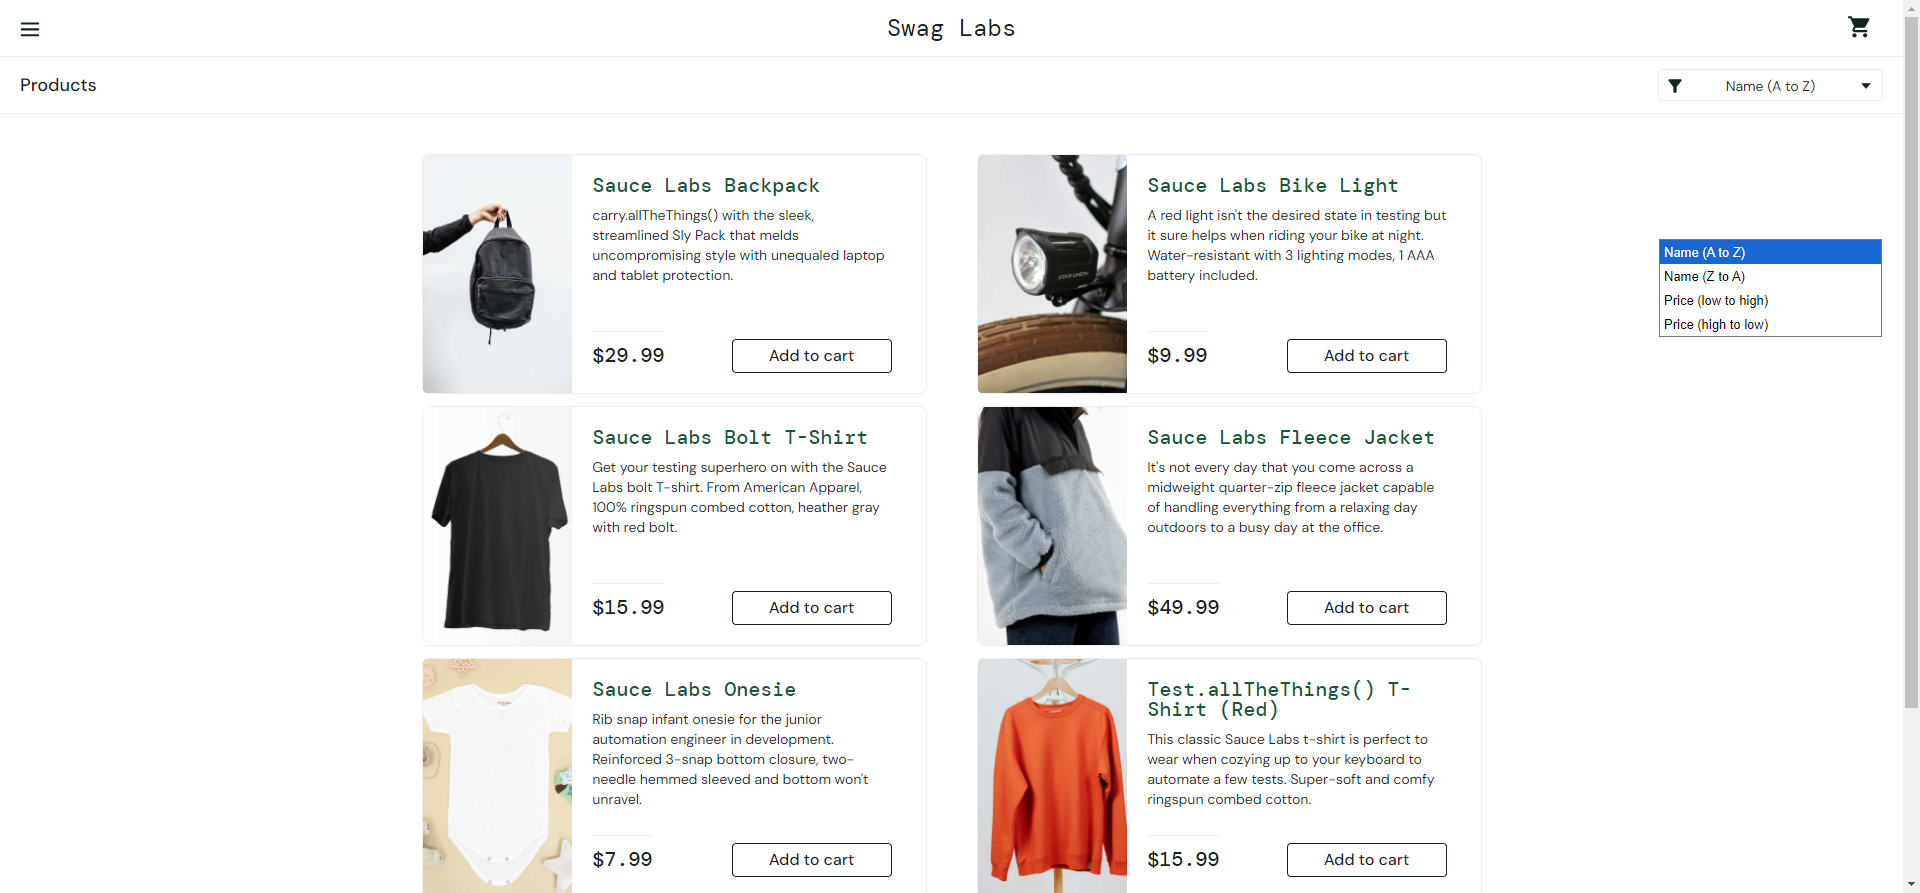 Swag Labs
Products
Name (A to Z)
Sauce Labs Backpack
carry.allTheThings() with the sleek,
streamlined Sly Pack that melds
uncompromising style with unequaled laptop
and tablet protection.
$29.99
Add to cart
Sauce Labs Bike Light
A red light isn't the desired state in testing but
it sure helps when riding your bike at night.
Water-resistant with 3 lighting modes, 1 AAA
battery included.
STAR UNION
$9.99
Add to cart
Name (A to Z)
Name (Z to A)
Price (low to high)
Price (high to low)
Sauce Labs Bolt T-Shirt
Get your testing superhero on with the Sauce
Labs bolt T-shirt. From American Apparel,
100% ringspun combed cotton, heather gray
with red bolt.
$15.99
Add to cart
Sauce Labs Fleece Jacket
It's not every day that you come across a
midweight quarter-zip fleece jacket capable
of handling everything from a relaxing day
outdoors to a busy day at the office.
$49.99
Add to cart
Sauce Labs Onesie
Rib snap infant onesie for the junior
automation engineer in development.
Reinforced 3-snap bottom closure, two-
needle hemmed sleeved and bottom won't
unravel.
$7.99
Add to cart
Test.allTheThings() T-
Shirt (Red)
This classic Sauce Labs t-shirt is perfect to
wear when cozying up to your keyboard to
automate a few tests. Super-soft and comfy
ringspun combed cotton.
$15.99
Add to cart